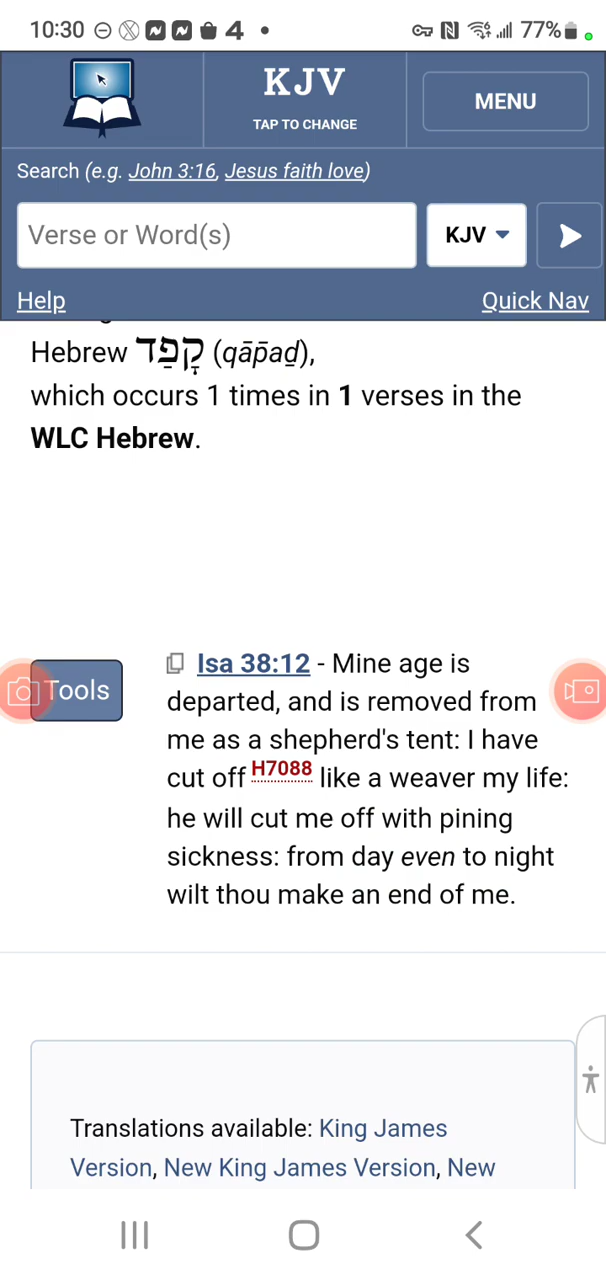 10:30 4 77%
KJV
TAP TO CHANGE
MENU
Search (e.g. John 3:16, Jesus faith love)
Verse or Word(s)
KJV
Help
Quick Nav
Hebrew קָפַד (qāp̄aḏ),
which occurs 1 times in 1 verses in the
WLC Hebrew.
Tools
Isa 38:12 - Mine age is
departed, and is removed from
me as a shepherd's tent: I have
cut off H7088 like a weaver my life:
he will cut me off with pining
sickness: from day even to night
wilt thou make an end of me.
Translations available: King James
Version, New King James Version, New